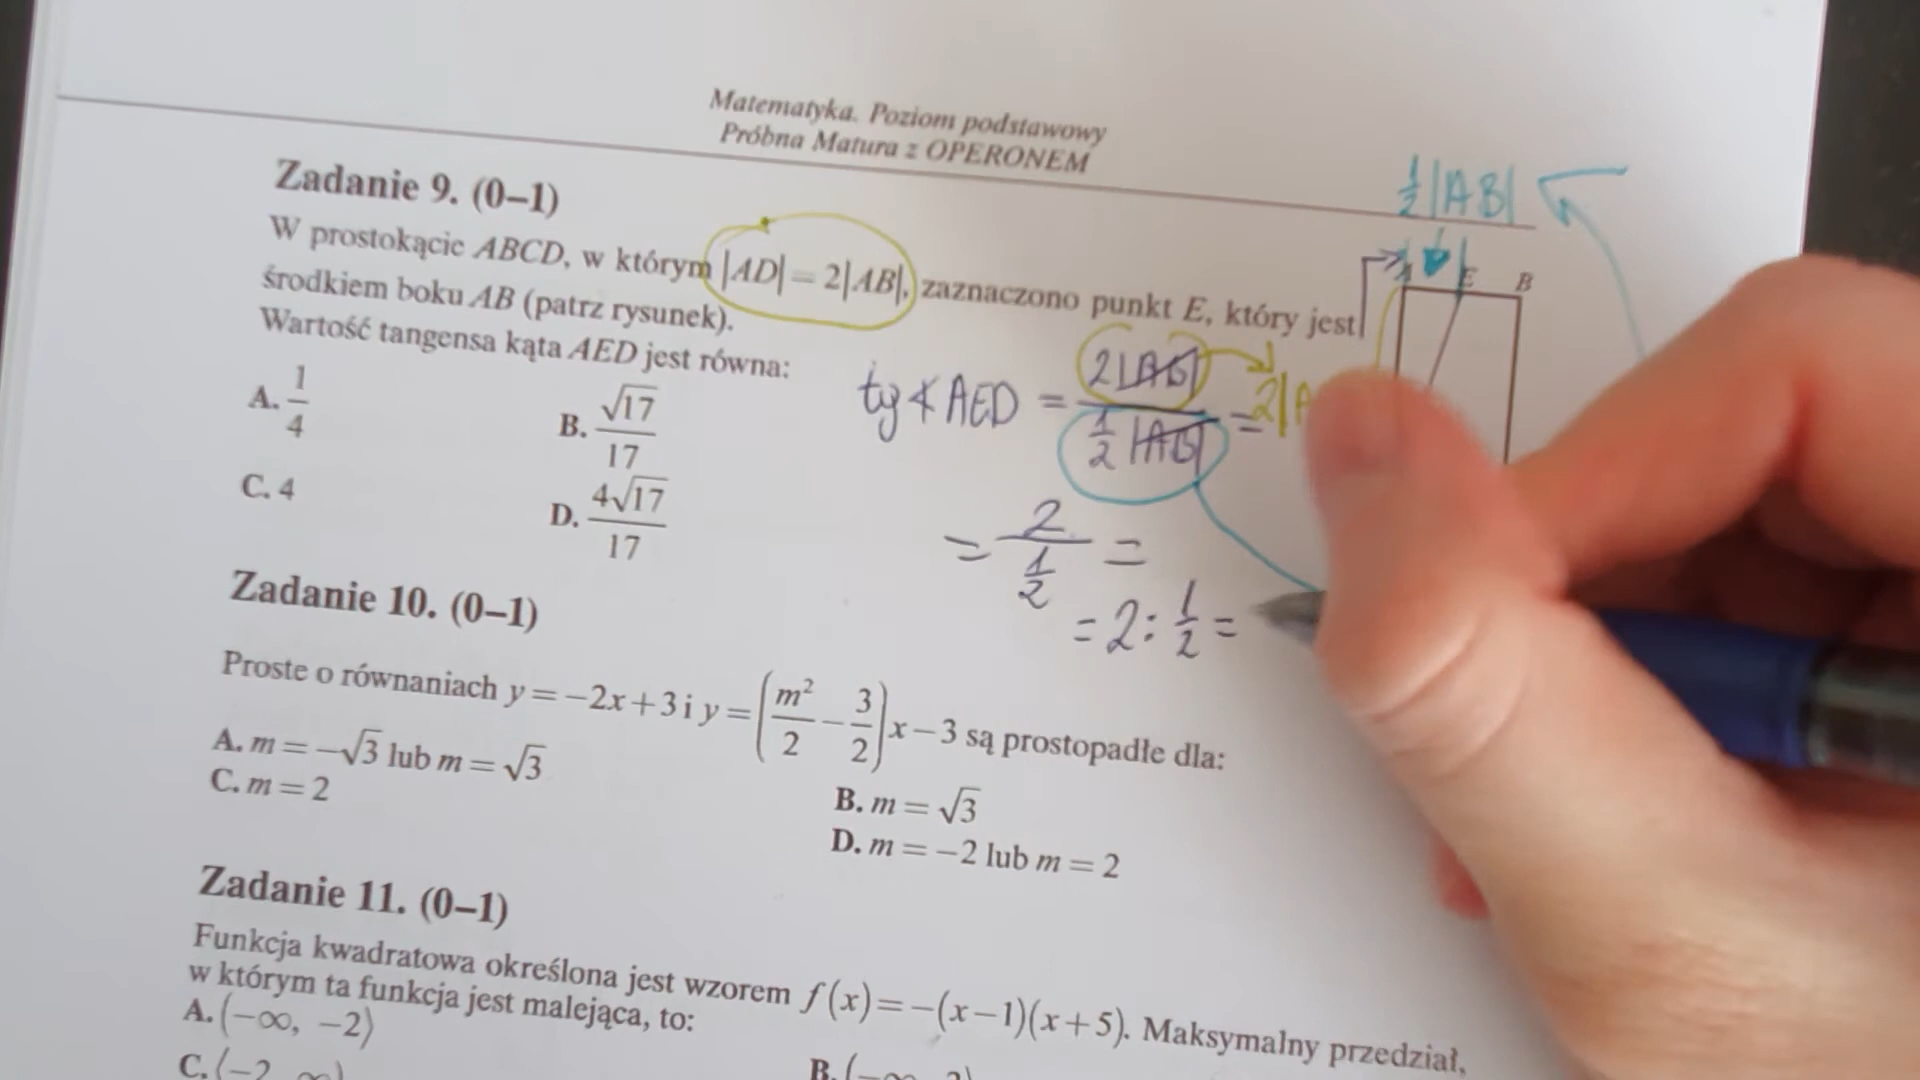 Matematyka. Poziom podstawowy
Próbna Matura z OPERONEM
Zadanie 9. (0–1)
W prostokącie ABCD, w którym |AD| = 2|AB|, zaznaczono punkt E, który jest
środkiem boku AB (patrz rysunek).
Wartość tangensa kąta AED jest równa:
A. 1/4
B. √17/17
C. 4
D. 4√17/17
½|AB|
E B
tg∢AED = 2|AB| / ½|AB| = 2|A
= 2 / ½ =
= 2 : ½ =
Zadanie 10. (0–1)
Proste o równaniach y = −2x + 3 i y = (m²/2 − 3/2)x − 3 są prostopadłe dla:
A. m = −√3 lub m = √3
B. m = √3
C. m = 2
D. m = −2 lub m = 2
Zadanie 11. (0–1)
Funkcja kwadratowa określona jest wzorem f(x) = −(x−1)(x+5). Maksymalny przedział,
w którym ta funkcja jest malejąca, to:
A. (−∞, −2⟩
B.
C. ⟨−2